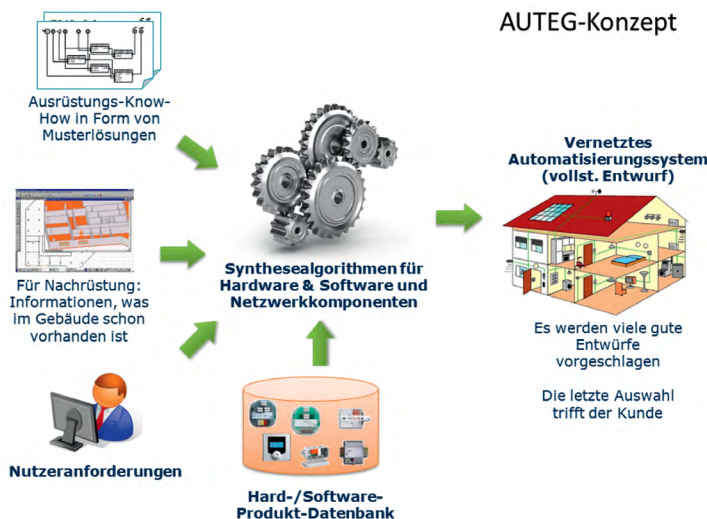 AUTEG-Konzept
Ausrüstungs-Know-
How in Form von
Musterlösungen
Für Nachrüstung:
Informationen, was
im Gebäude schon
vorhanden ist
Nutzeranforderungen
Synthesealgorithmen für
Hardware & Software und
Netzwerkkomponenten
Hard-/Software-
Produkt-Datenbank
Vernetztes
Automatisierungssystem
(vollst. Entwurf)
Es werden viele gute
Entwürfe
vorgeschlagen
Die letzte Auswahl
trifft der Kunde